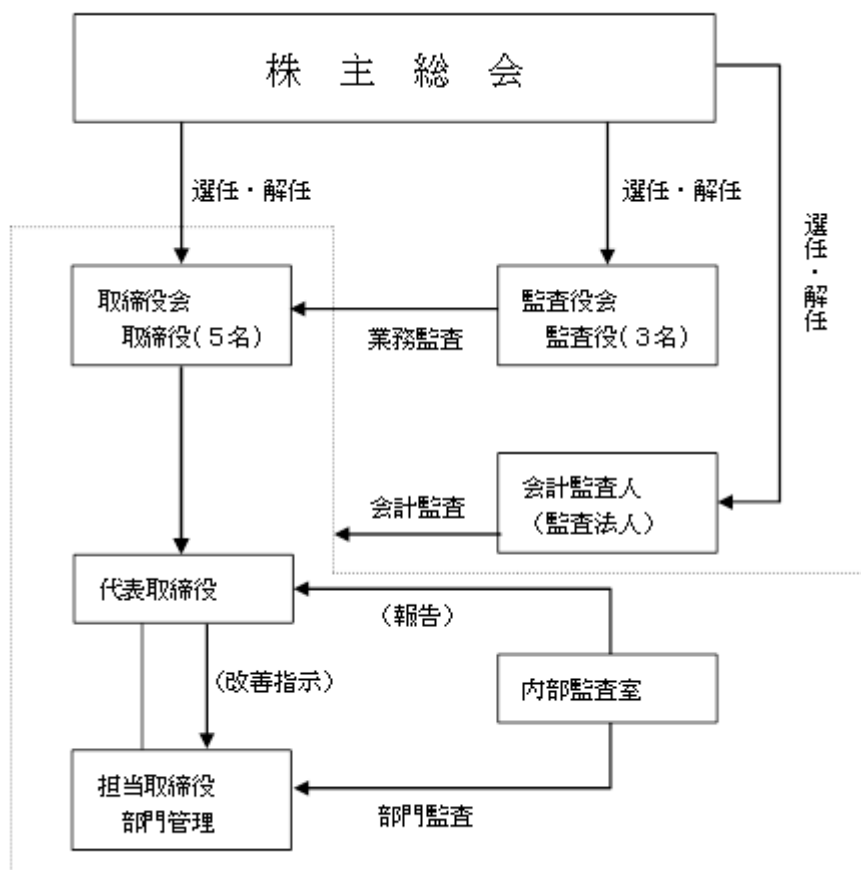 株主総会
選任・解任
選任・解任
選任・解任
取締役会
取締役(５名)
業務監査
監査役会
監査役(３名)
会計監査
会計監査人
(監査法人)
代表取締役
(報告)
(改善指示)
内部監査室
担当取締役
部門管理
部門監査